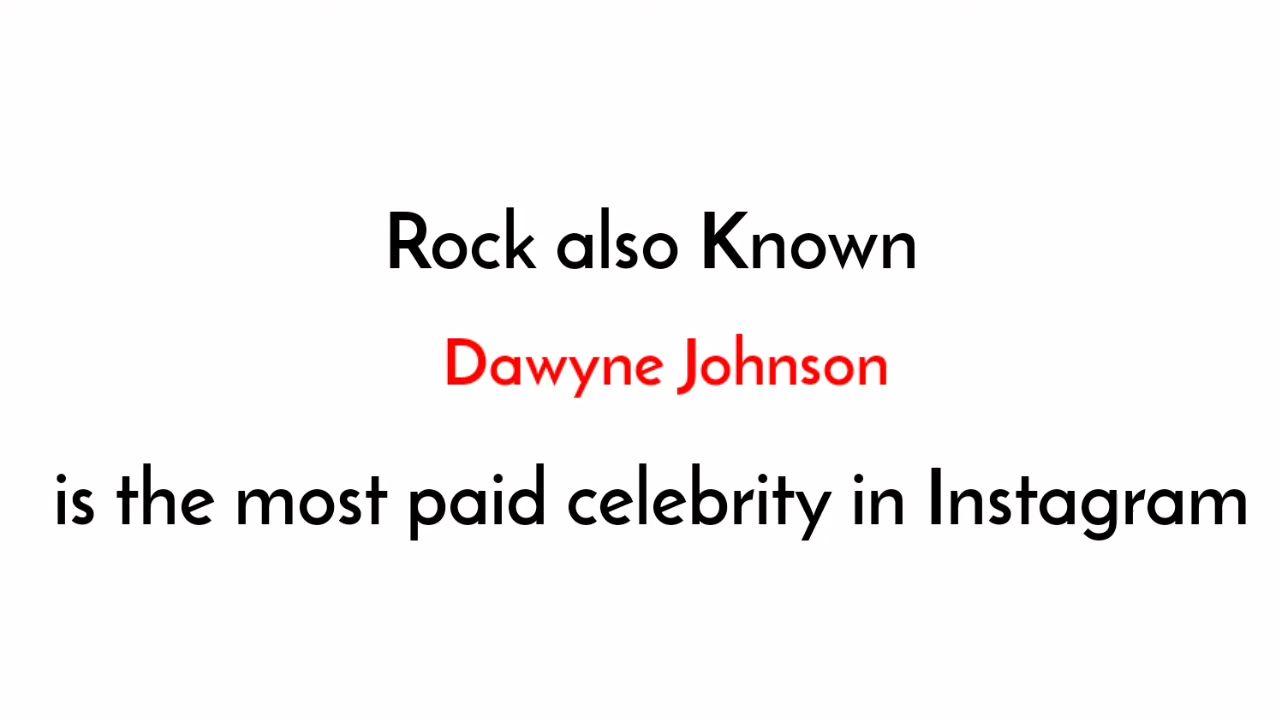 Rock also Known
Dawyne Johnson
is the most paid celebrity in Instagram